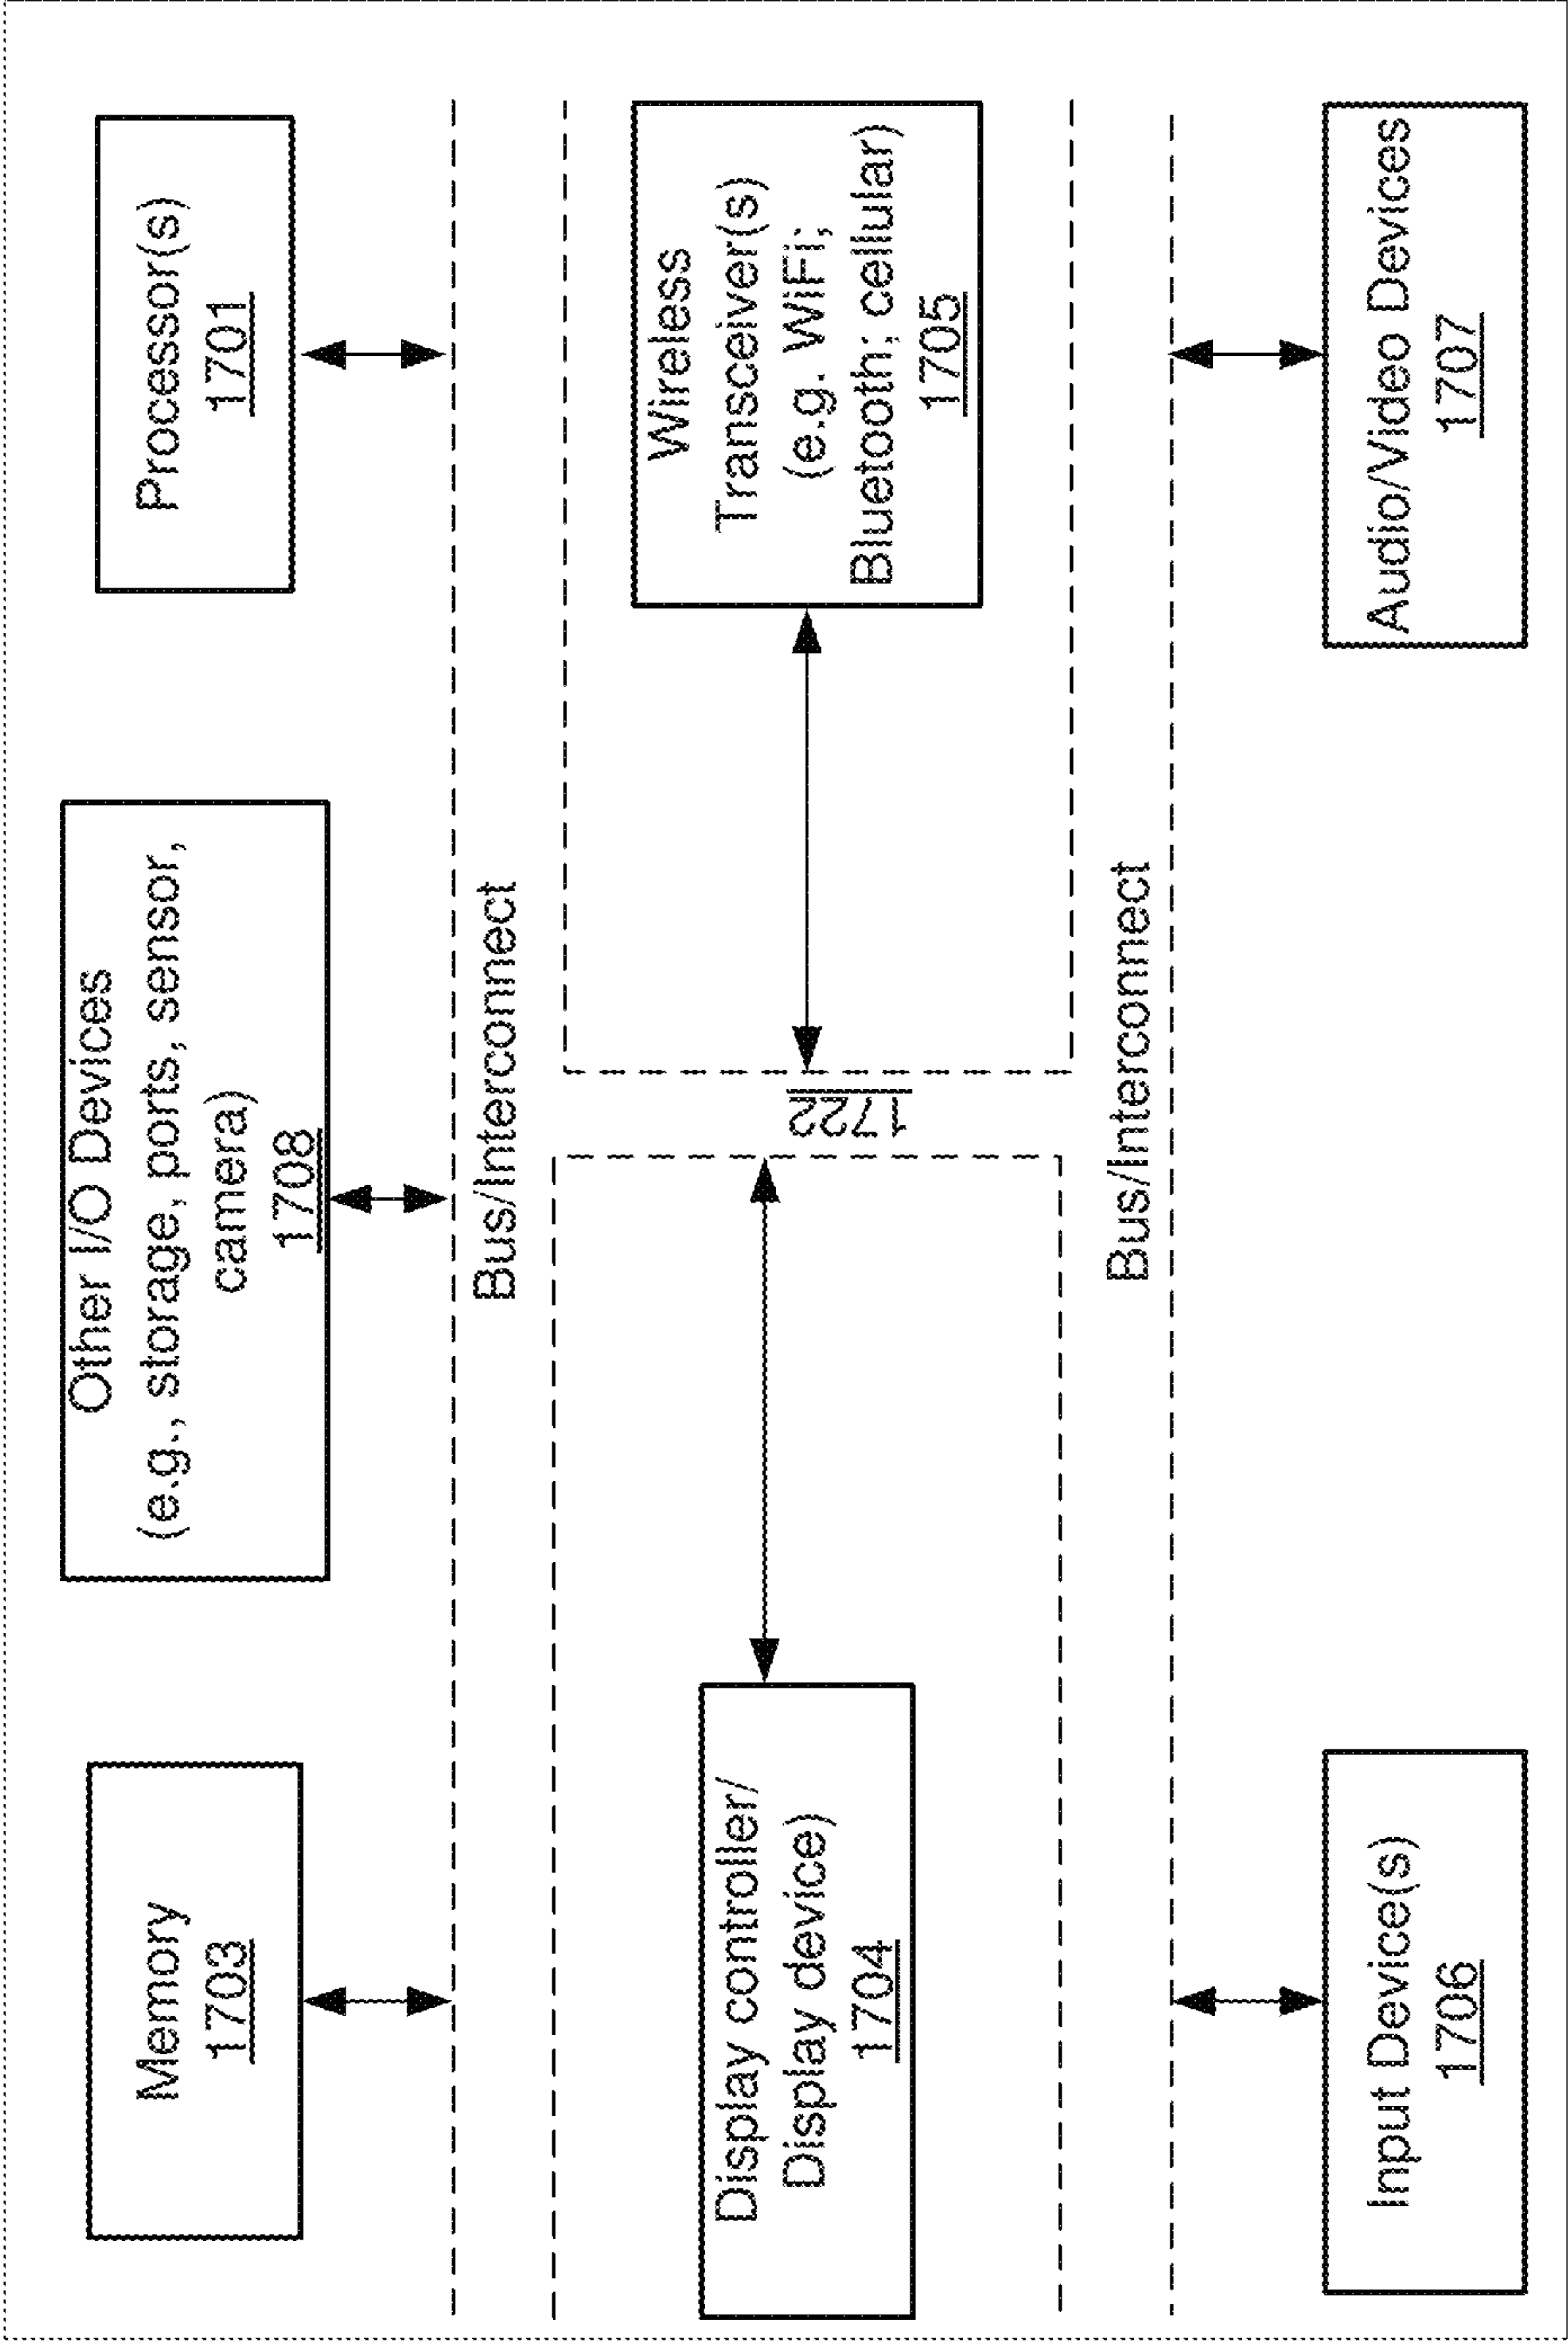 Memory
1703
Other I/O Devices
(e.g., storage, ports, sensor,
camera)
1708
Processor(s)
1701
Bus/Interconnect
Display controller/
Display device)
1704
1722
Wireless
Transceiver(s)
(e.g. WiFi;
Bluetooth; cellular)
1705
Bus/Interconnect
Input Device(s)
1706
Audio/Video Devices
1707